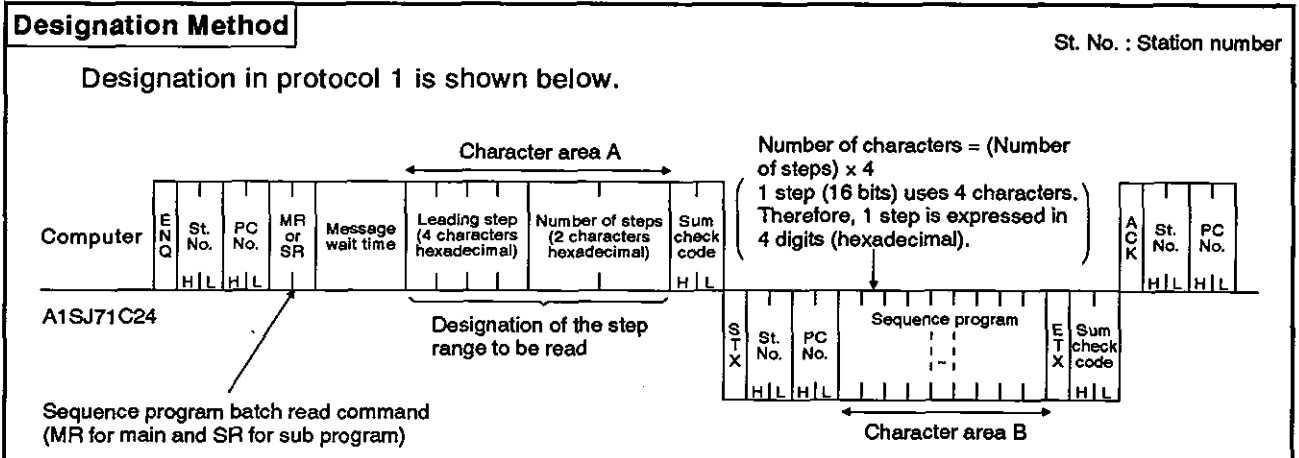 Designation Method
St. No. : Station number
Designation in protocol 1 is shown below.
Character area A
Number of characters = (Number
of steps) x 4
1 step (16 bits) uses 4 characters.
Therefore, 1 step is expressed in
4 digits (hexadecimal).
Computer
ENQ
St.
No.
H L
PC
No.
H L
MR
or
SR
Message
wait time
Leading step
(4 characters
hexadecimal)
Number of steps
(2 characters
hexadecimal)
Sum
check
code
H L
ACK
St.
No.
H L
PC
No.
H L
A1SJ71C24
Designation of the step
range to be read
STX
St.
No.
H L
PC
No.
H L
Sequence program
~
ETX
Sum
check
code
H L
Character area B
Sequence program batch read command
(MR for main and SR for sub program)